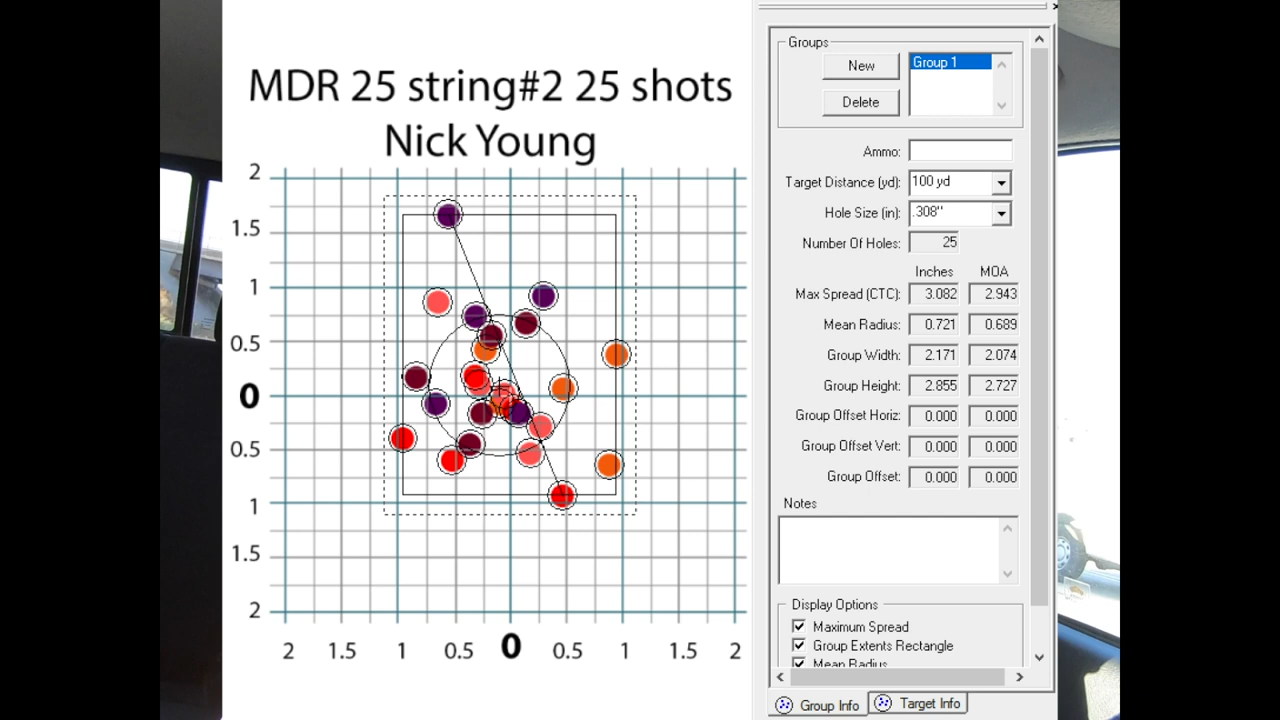 MDR 25 string#2 25 shots
Nick Young
2
1.5
1
0.5
0
0.5
1
1.5
2
2 1.5 1 0.5 0 0.5 1 1.5 2
Groups
New
Delete
Group 1
Ammo:
Target Distance (yd): 100 yd
Hole Size (in): .308"
Number Of Holes: 25
Inches MOA
Max Spread (CTC): 3.082 2.943
Mean Radius: 0.721 0.689
Group Width: 2.171 2.074
Group Height: 2.855 2.727
Group Offset Horiz: 0.000 0.000
Group Offset Vert: 0.000 0.000
Group Offset: 0.000 0.000
Notes
Display Options
Maximum Spread
Group Extents Rectangle
Mean Radius
Group Info Target Info